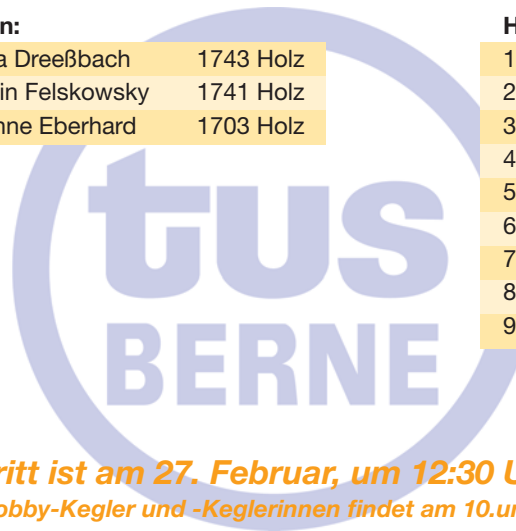 n:
a Dreeßbach 1743 Holz
in Felskowsky 1741 Holz
nne Eberhard 1703 Holz
H
1
2
3
4
5
6
7
8
9
tus
BERNE
ritt ist am 27. Februar, um 12:30 U
obby-Kegler und -Keglerinnen findet am 10.un